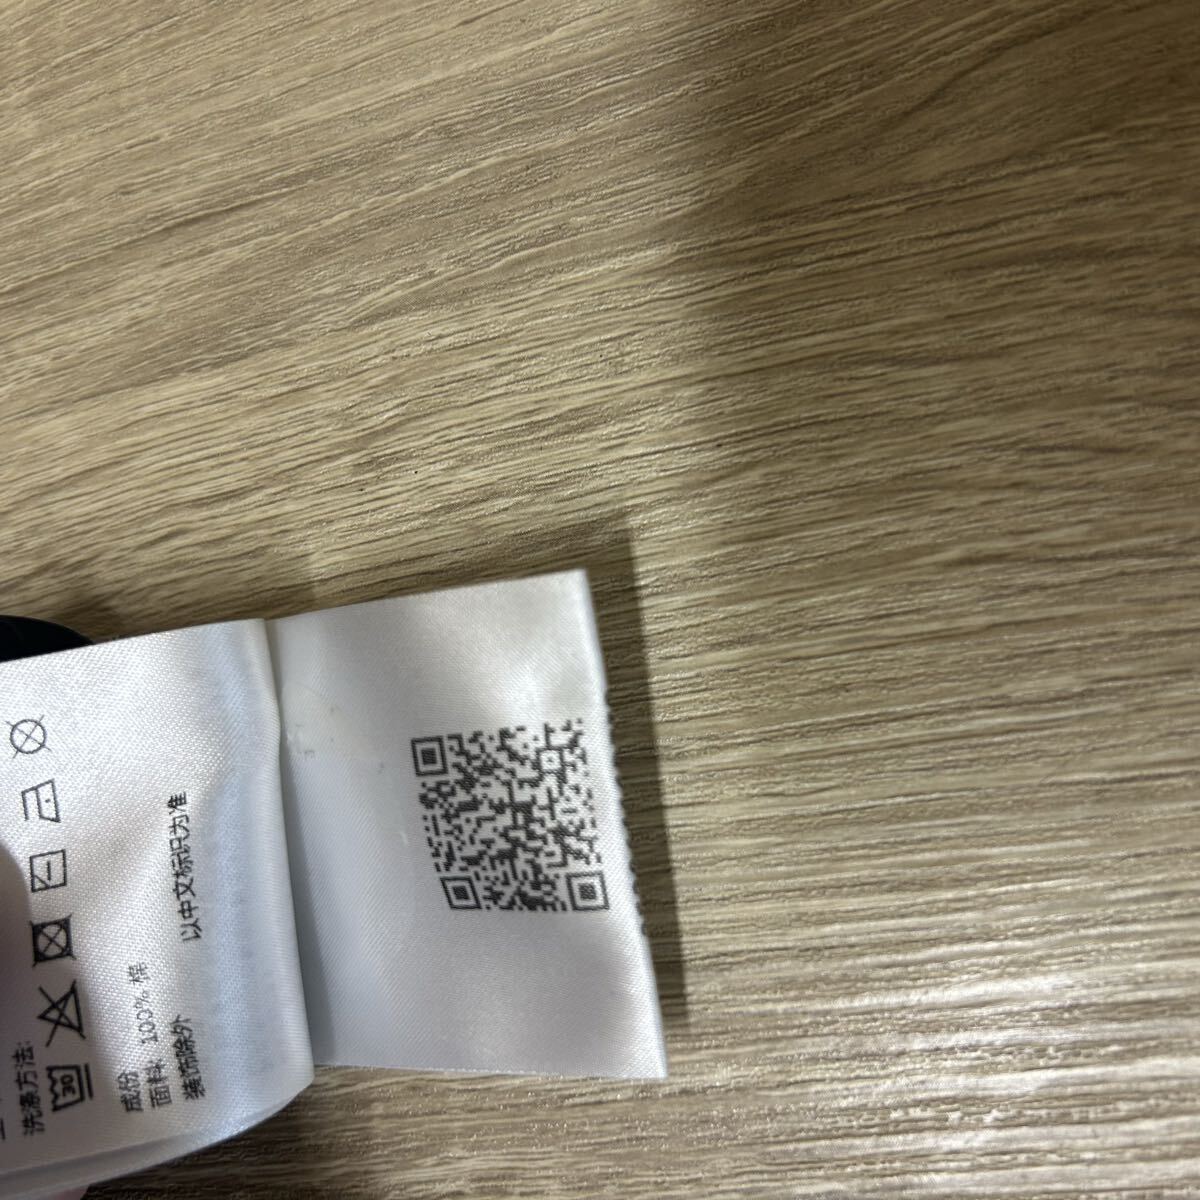 洗涤方法:
30
成份
面料: 100% 棉
装饰除外
以中文标识为准